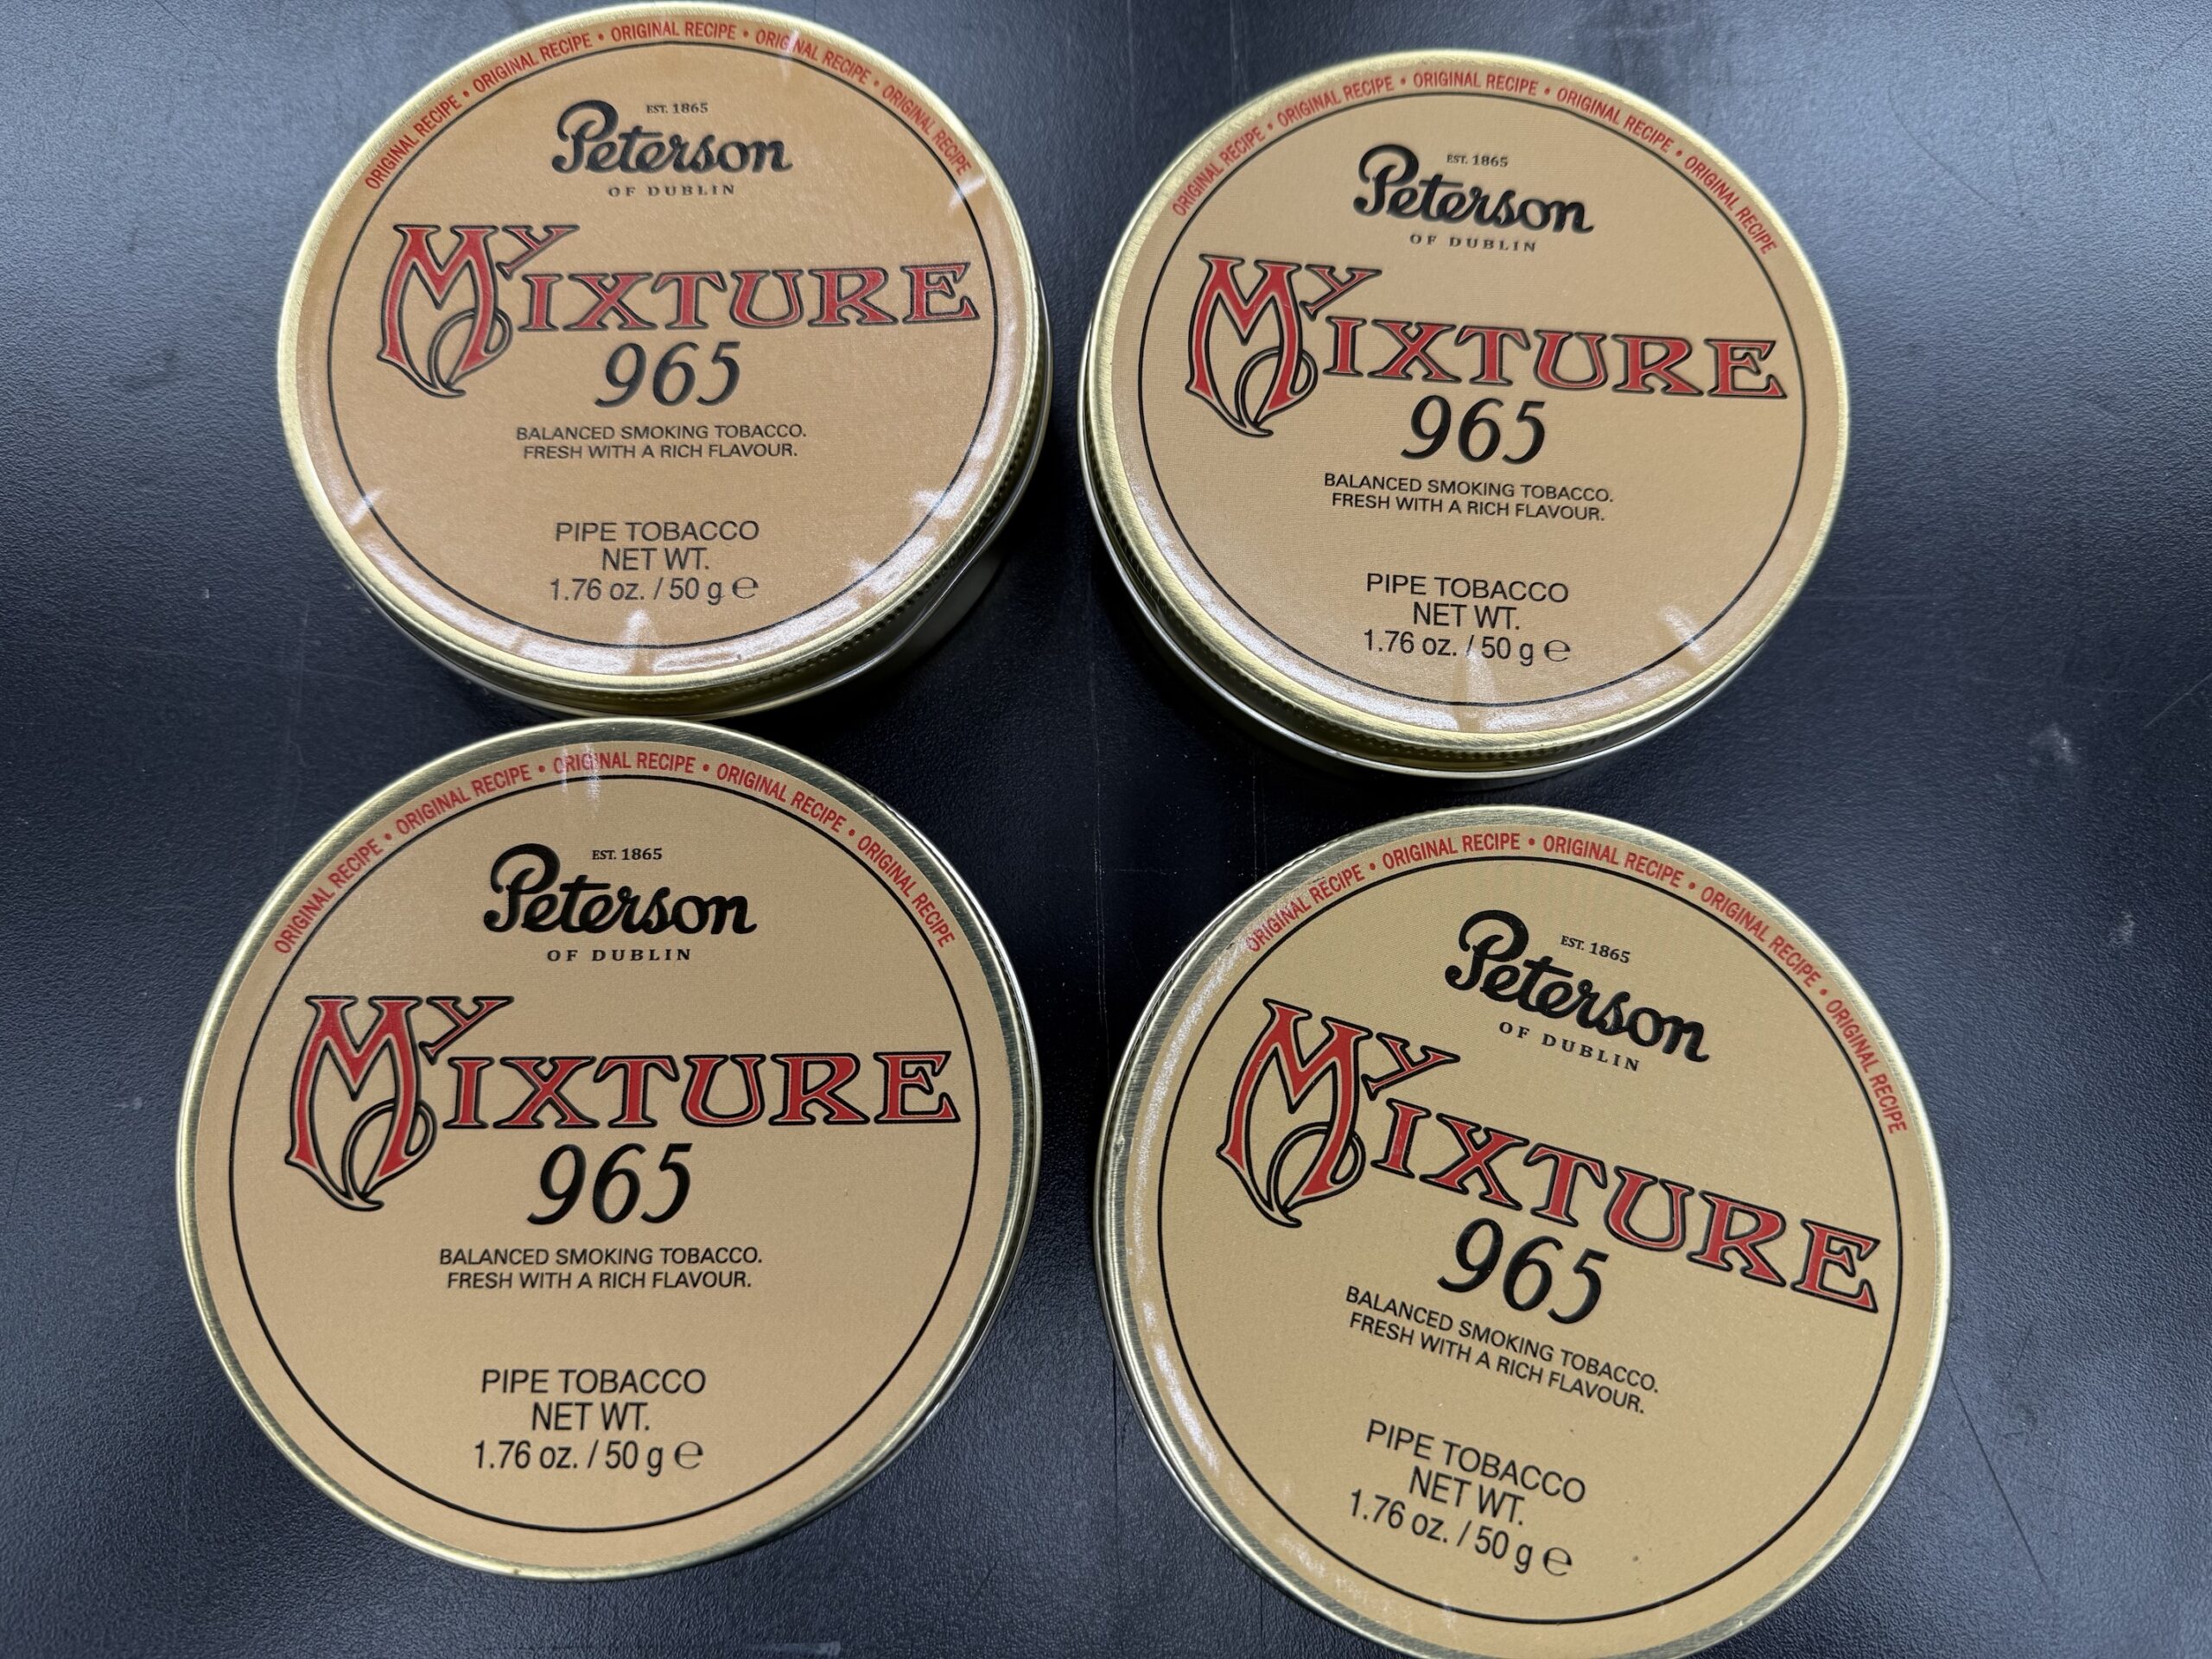 ORIGINAL RECIPE • ORIGINAL RECIPE • ORIGINAL RECIPE • ORIGINAL RECIPE • ORIGINAL RECIPE
EST. 1865
Peterson
OF DUBLIN
MY MIXTURE
965
BALANCED SMOKING TOBACCO.
FRESH WITH A RICH FLAVOUR.
PIPE TOBACCO
NET WT.
1.76 oz. / 50 g ℮
ORIGINAL RECIPE • ORIGINAL RECIPE • ORIGINAL RECIPE • ORIGINAL RECIPE • ORIGINAL RECIPE
EST. 1865
Peterson
OF DUBLIN
MY MIXTURE
965
BALANCED SMOKING TOBACCO.
FRESH WITH A RICH FLAVOUR.
PIPE TOBACCO
NET WT.
1.76 oz. / 50 g ℮
ORIGINAL RECIPE • ORIGINAL RECIPE • ORIGINAL RECIPE • ORIGINAL RECIPE • ORIGINAL RECIPE
EST. 1865
Peterson
OF DUBLIN
MY MIXTURE
965
BALANCED SMOKING TOBACCO.
FRESH WITH A RICH FLAVOUR.
PIPE TOBACCO
NET WT.
1.76 oz. / 50 g ℮
ORIGINAL RECIPE • ORIGINAL RECIPE • ORIGINAL RECIPE • ORIGINAL RECIPE • ORIGINAL RECIPE
EST. 1865
Peterson
OF DUBLIN
MY MIXTURE
965
BALANCED SMOKING TOBACCO.
FRESH WITH A RICH FLAVOUR.
PIPE TOBACCO
NET WT.
1.76 oz. / 50 g ℮